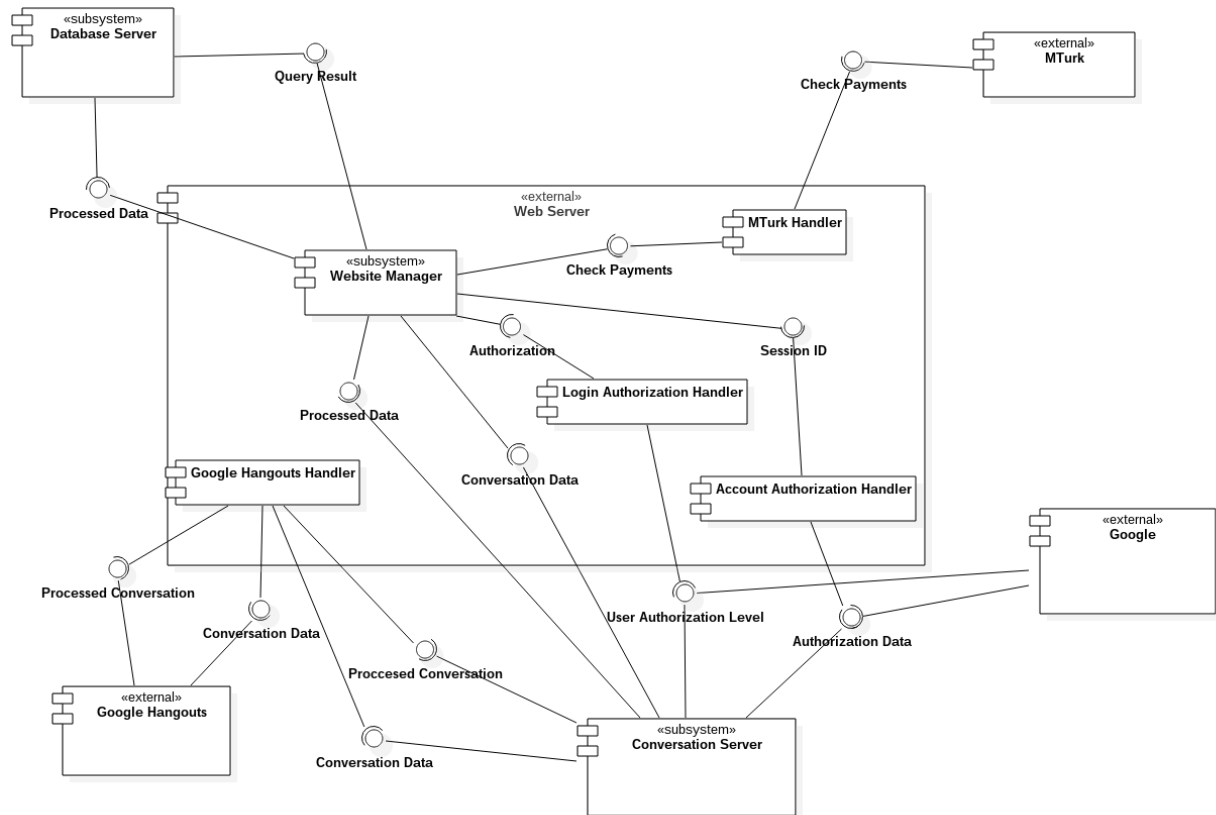 «subsystem»
Database Server
Query Result
«external»
MTurk
Check Payments
Processed Data
«external»
Web Server
MTurk Handler
«subsystem»
Website Manager
Check Payments
Authorization
Session ID
Processed Data
Login Authorization Handler
Google Hangouts Handler
Conversation Data
Account Authorization Handler
«external»
Google
Processed Conversation
Conversation Data
User Authorization Level
Authorization Data
Proccesed Conversation
«external»
Google Hangouts
«subsystem»
Conversation Server
Conversation Data